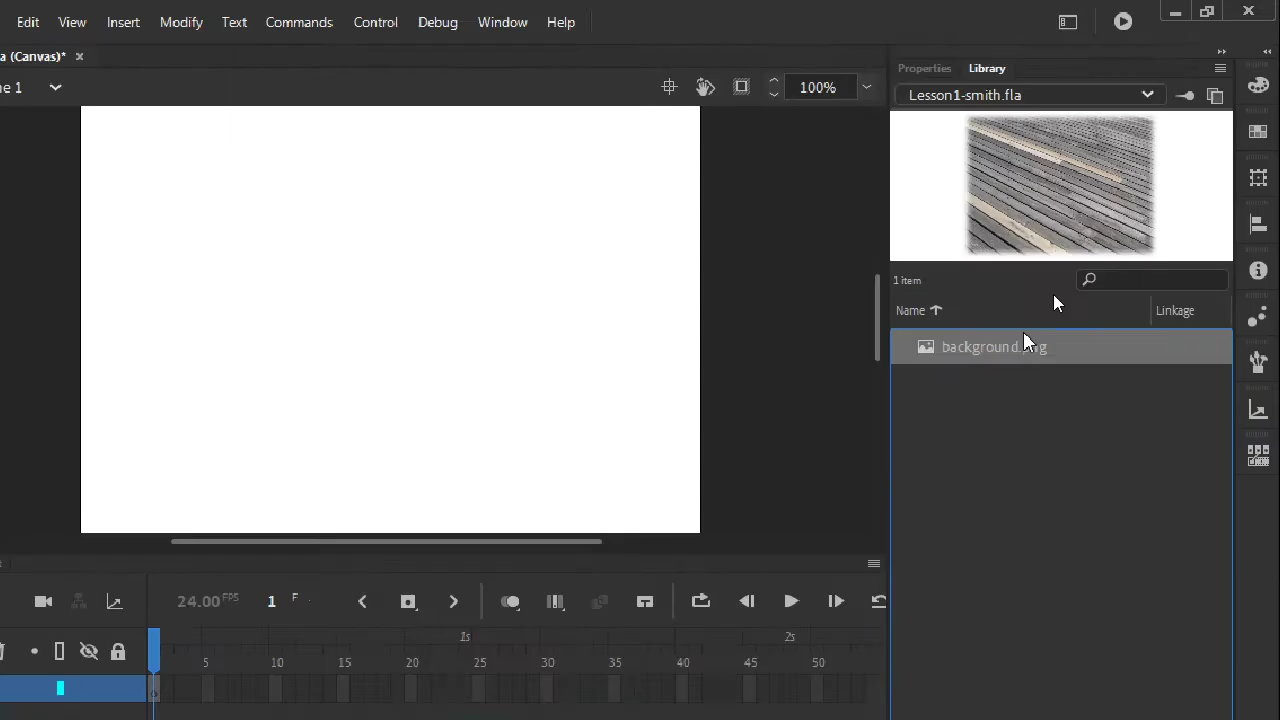 Edit View Insert Modify Text Commands Control Debug Window Help
a (Canvas)*
ne 1
100%
Properties Library
Lesson1-smith.fla
1 item
Name Linkage
background.png
24.00 FPS 1 F
1s 2s
5 10 15 20 25 30 35 40 45 50